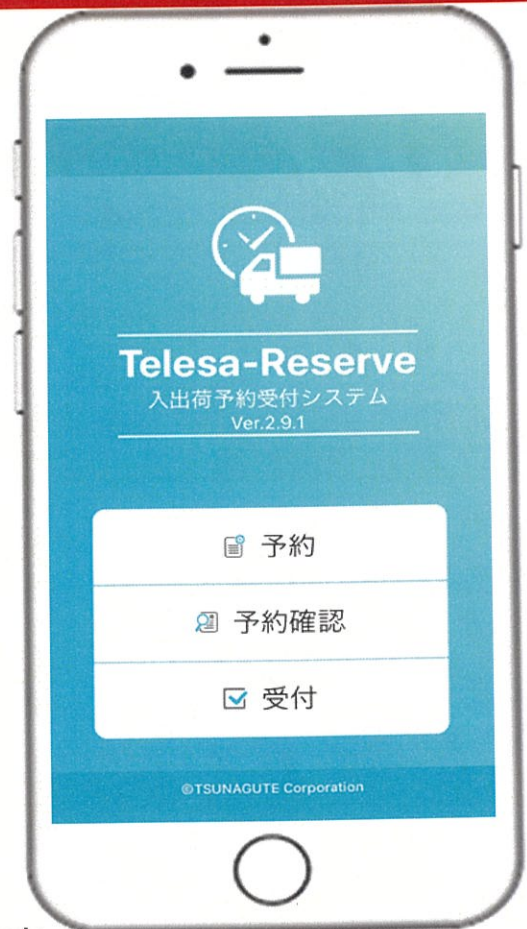 Telesa-Reserve
入出荷予約受付システム
Ver.2.9.1
予約
予約確認
受付
©TSUNAGUTE Corporation